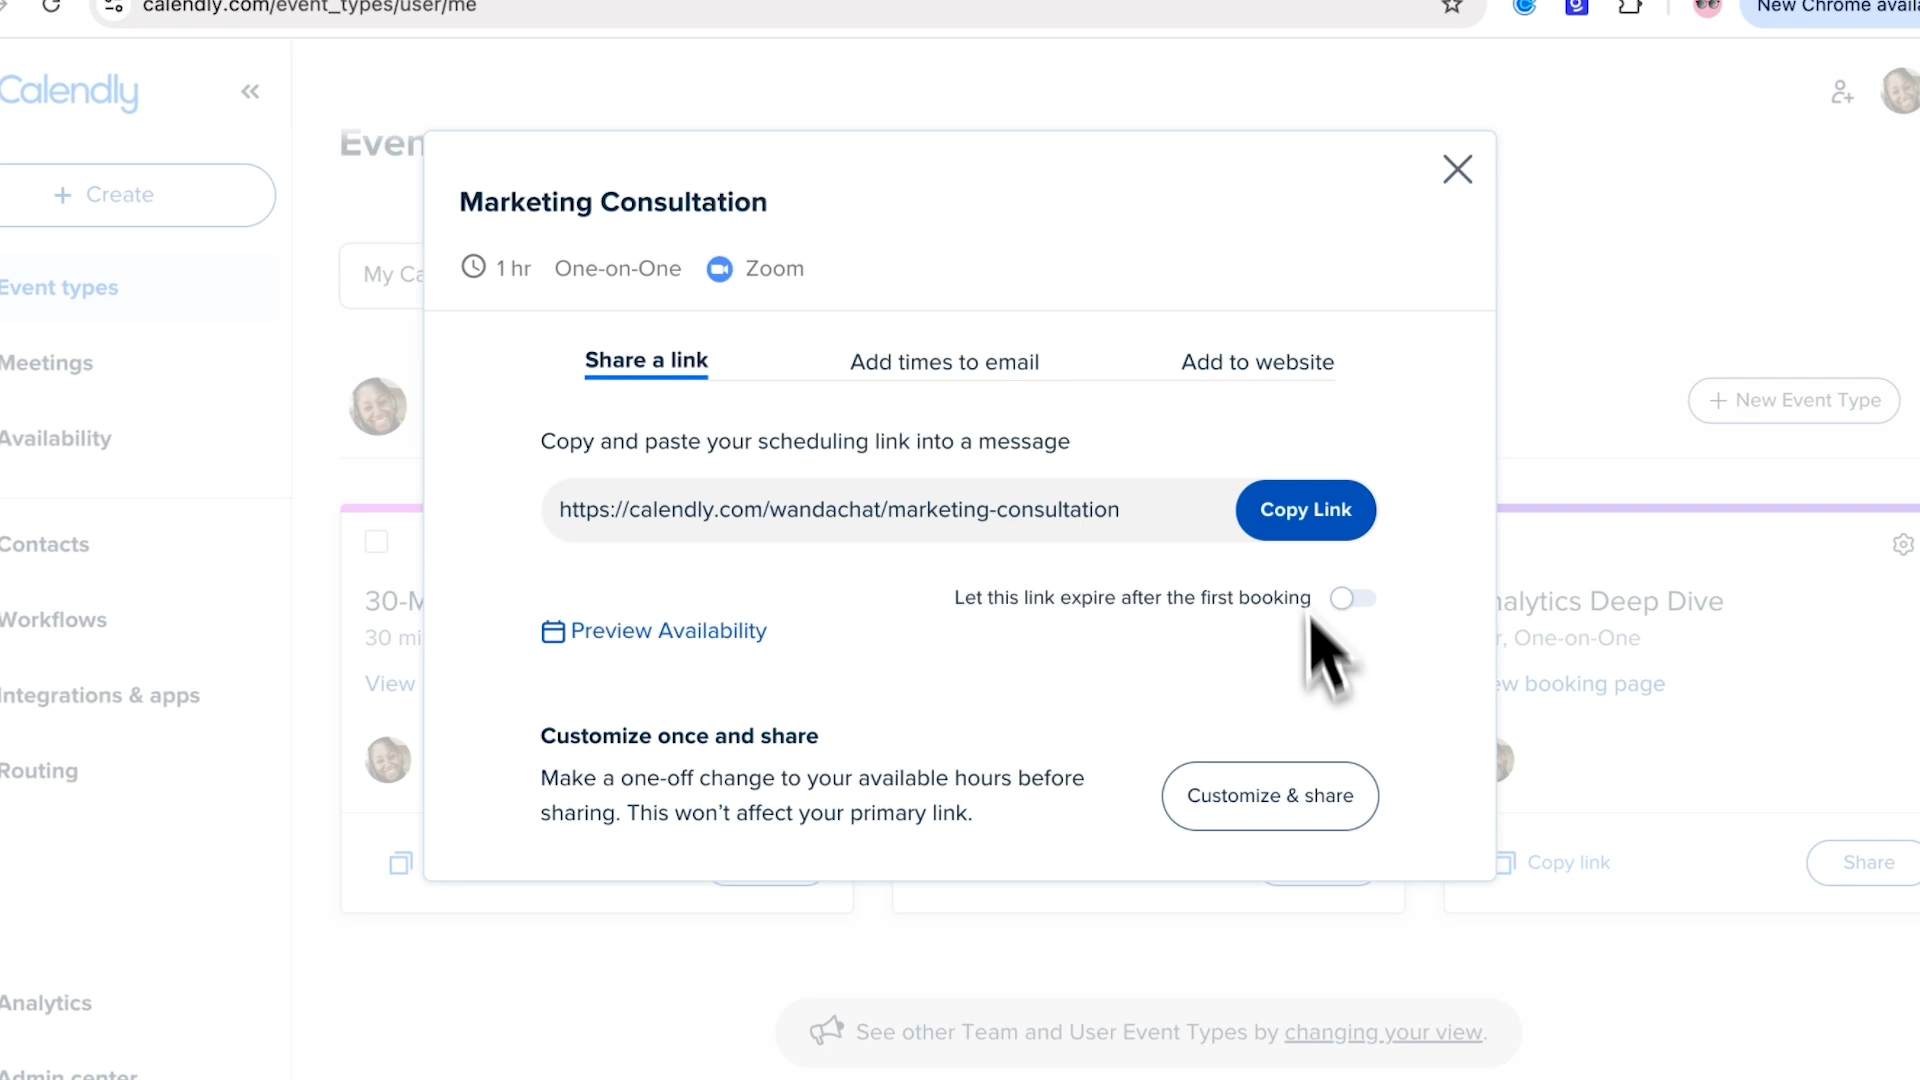 calendly.com/event_types/user/me
New Chrome availa
Calendly
+ Create
Event types
Meetings
Availability
Contacts
Workflows
Integrations & apps
Routing
Analytics
Admin center
Even
My Ca
+ New Event Type
30-M
30 mi
View
Marketing Consultation
1 hr One-on-One Zoom
Share a link
Add times to email
Add to website
Copy and paste your scheduling link into a message
https://calendly.com/wandachat/marketing-consultation
Copy Link
Let this link expire after the first booking
Preview Availability
Customize once and share
Make a one-off change to your available hours before
sharing. This won’t affect your primary link.
Customize & share
nalytics Deep Dive
r, One-on-One
ew booking page
Copy link
Share
See other Team and User Event Types by changing your view.